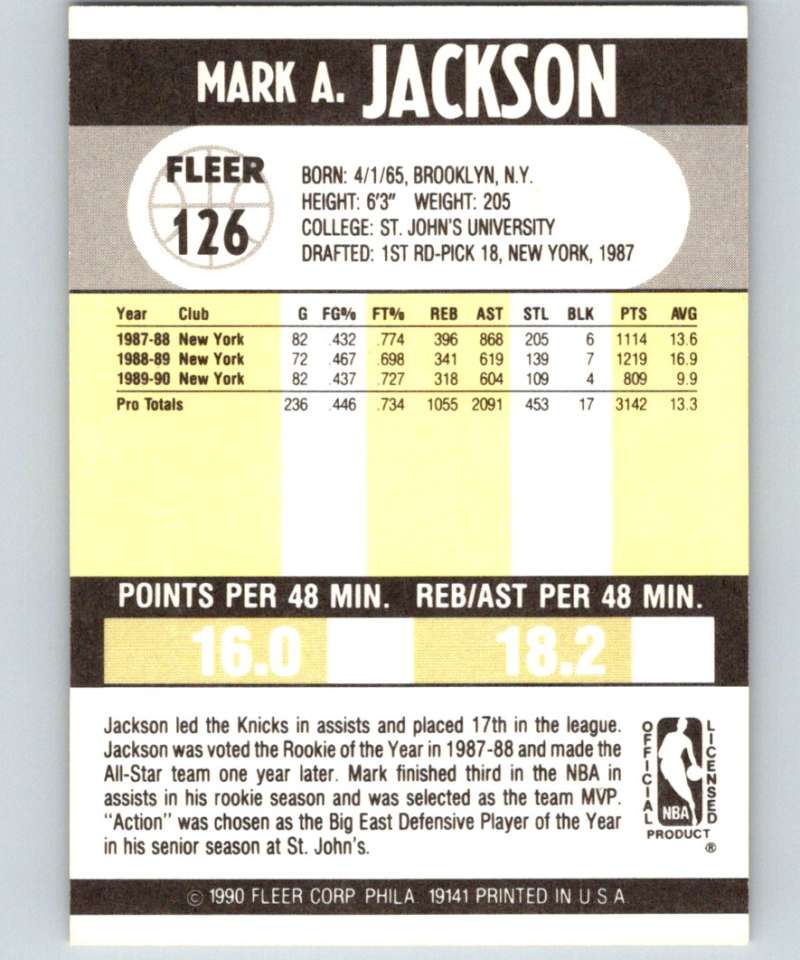 MARK A. JACKSON
FLEER
126
BORN: 4/1/65, BROOKLYN, N.Y.
HEIGHT: 6'3" WEIGHT: 205
COLLEGE: ST. JOHN'S UNIVERSITY
DRAFTED: 1ST RD-PICK 18, NEW YORK, 1987
Year Club G FG% FT% REB AST STL BLK PTS AVG
1987-88 New York 82 .432 .774 396 868 205 6 1114 13.6
1988-89 New York 72 .467 .698 341 619 139 7 1219 16.9
1989-90 New York 82 .437 .727 318 604 109 4 809 9.9
Pro Totals 236 .446 .734 1055 2091 453 17 3142 13.3
POINTS PER 48 MIN. REB/AST PER 48 MIN.
16.0 18.2
Jackson led the Knicks in assists and placed 17th in the league.
Jackson was voted the Rookie of the Year in 1987-88 and made the
All-Star team one year later. Mark finished third in the NBA in
assists in his rookie season and was selected as the team MVP.
"Action" was chosen as the Big East Defensive Player of the Year
in his senior season at St. John's.
OFFICIAL
NBA
LICENSED
PRODUCT
®
© 1990 FLEER CORP PHILA 19141 PRINTED IN U S A